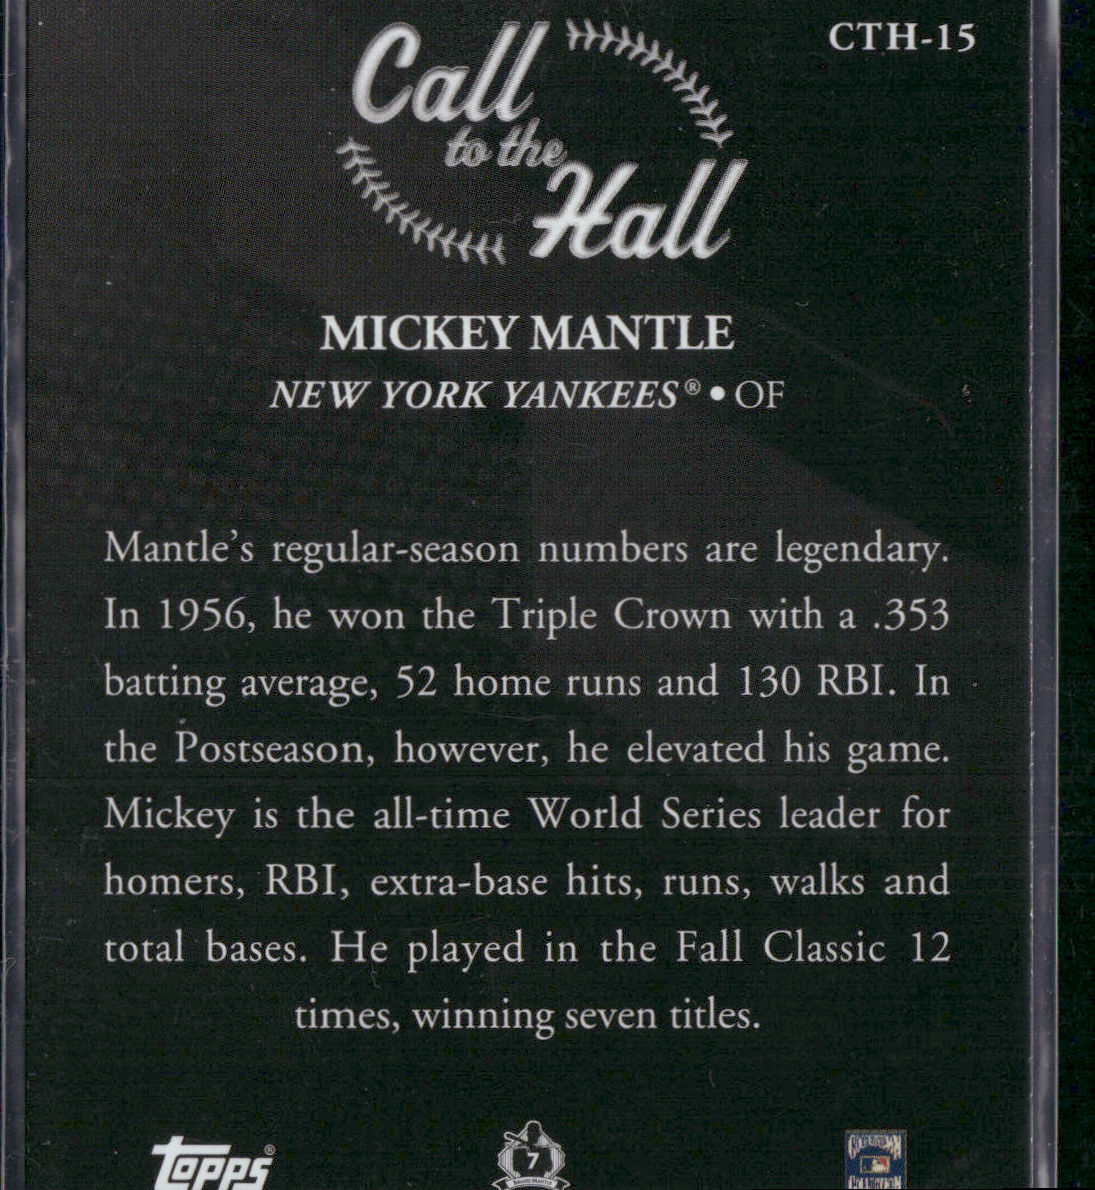 CTH-15
Call
to the
Hall
MICKEY MANTLE
NEW YORK YANKEES® • OF
Mantle's regular-season numbers are legendary.
In 1956, he won the Triple Crown with a .353
batting average, 52 home runs and 130 RBI. In
the Postseason, however, he elevated his game.
Mickey is the all-time World Series leader for
homers, RBI, extra-base hits, runs, walks and
total bases. He played in the Fall Classic 12
times, winning seven titles.
topps®
7